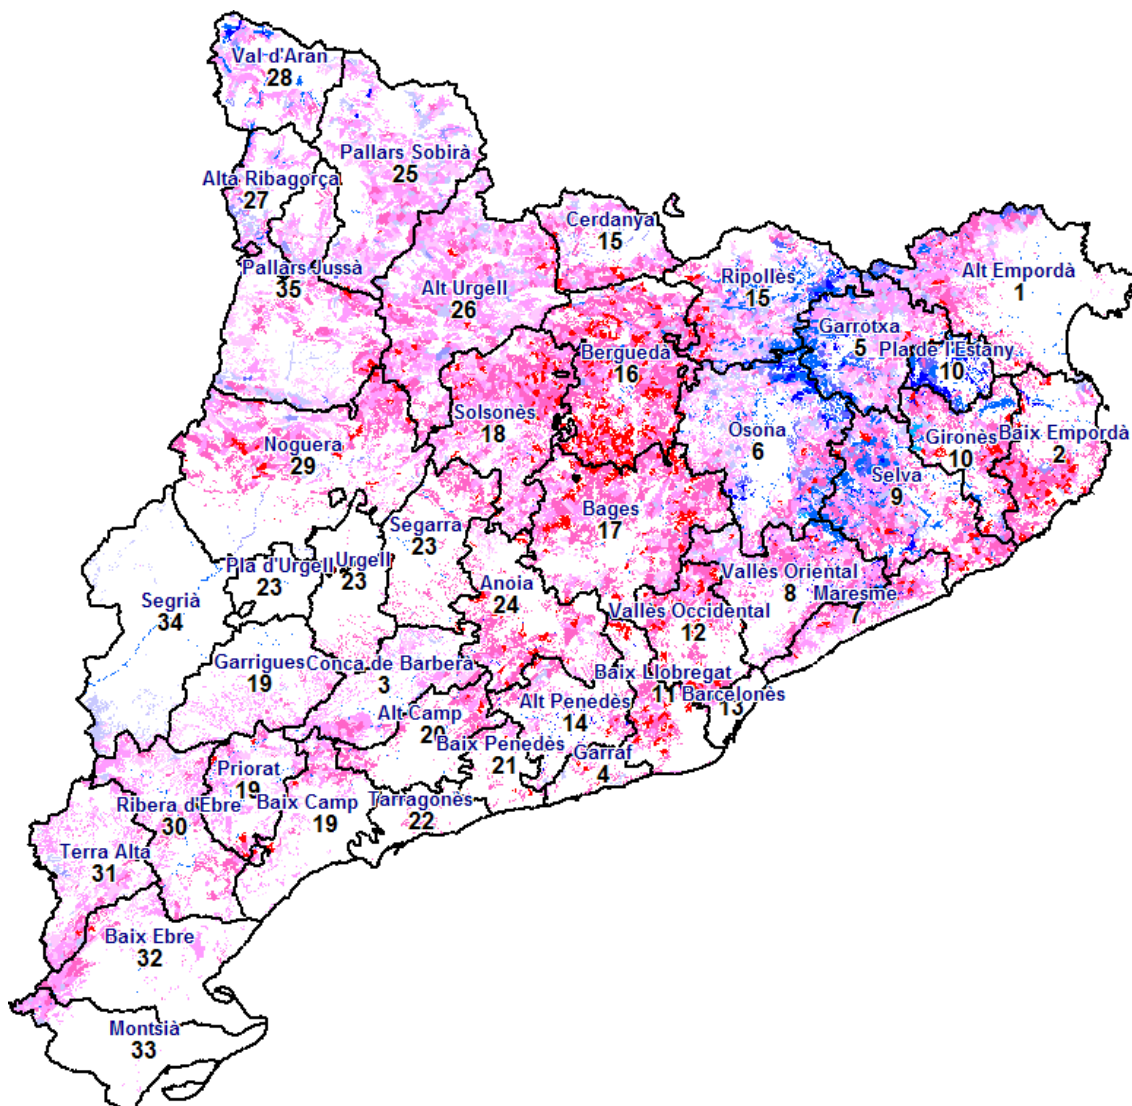 Val d'Aran
28
Pallars Sobirà
25
Alta Ribagorça
27
Cerdanya
15
Pallars Jussà
35
Alt Urgell
26
Ripollès
15
Alt Empordà
1
Garrotxa
5
Pla de l'Estany
10
Berguedà
16
Solsonès
18
Osona
6
Gironès
10
Baix Empordà
2
Noguera
29
Selva
9
Bages
17
Segarra
23
Pla d'Urgell
23
Urgell
23
Anoia
24
Vallès Oriental
8
Maresme
7
Segrià
34
Vallès Occidental
12
Garrigues
19
Conca de Barberà
3
Baix Llobregat
11
Barcelonès
13
Alt Penedès
14
Alt Camp
20
Baix Penedès
21
Garraf
4
Priorat
19
Ribera d'Ebre
30
Baix Camp
19
Tarragonès
22
Terra Alta
31
Baix Ebre
32
Montsià
33